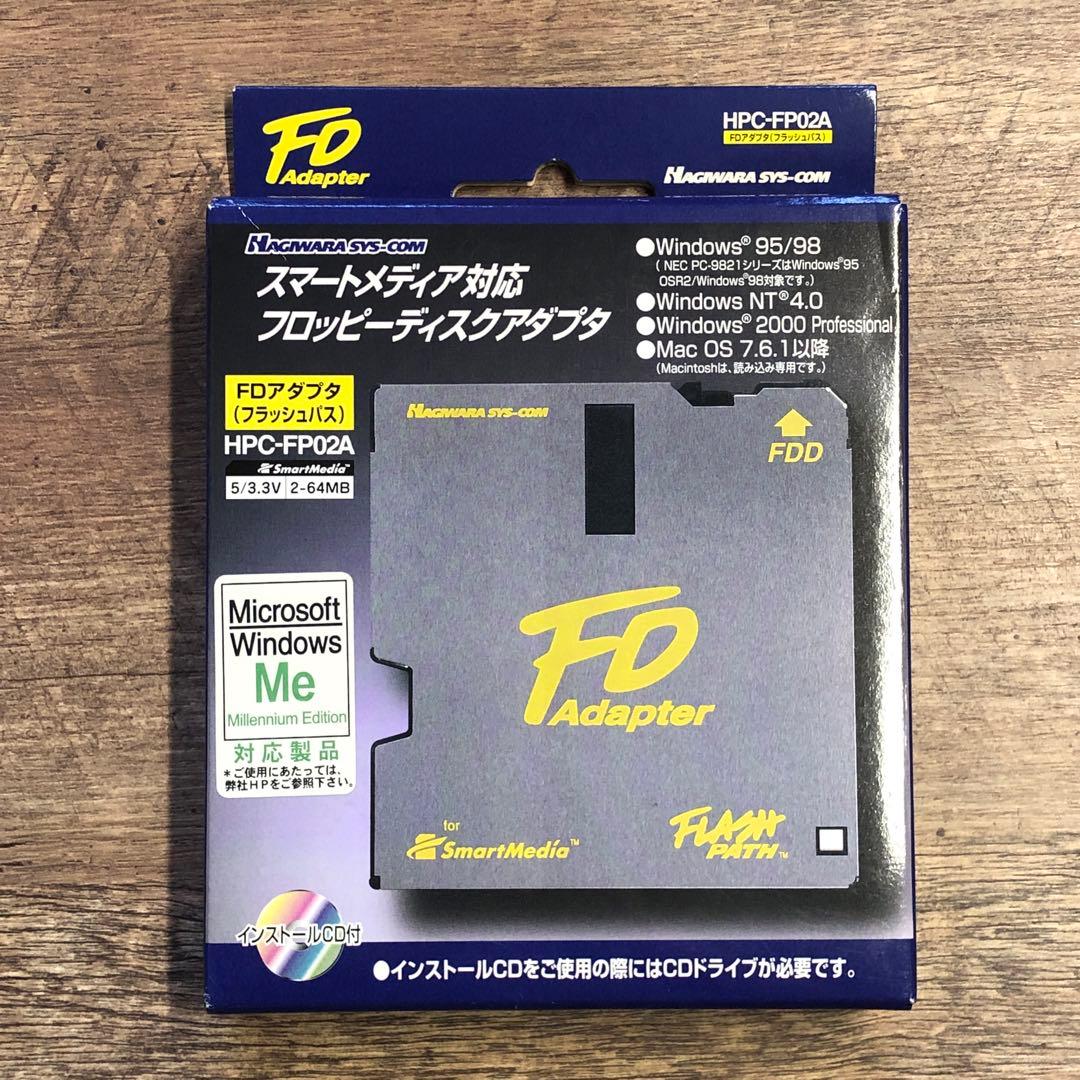 FD
Adapter
HPC-FP02A
FDアダプタ(フラッシュパス)
HAGIWARA SYS-COM
HAGIWARA SYS-COM
スマートメディア対応
フロッピーディスクアダプタ
●Windows® 95/98
(NEC PC-9821シリーズはWindows®95
OSR2/Windows®98対象です。)
●Windows NT®4.0
●Windows® 2000 Professional
●Mac OS 7.6.1以降
(Macintoshは、読み込み専用です。)
FDアダプタ
(フラッシュパス)
HPC-FP02A
SmartMedia™
5/3.3V 2-64MB
HAGIWARA SYS-COM
FDD
Microsoft
Windows
Me
Millennium Edition
対応製品
*ご使用にあたっては、
弊社HPをご参照下さい。
FD
Adapter
for
SmartMedia™
FLASH
PATH™
インストールCD付
●インストールCDをご使用の際にはCDドライブが必要です。